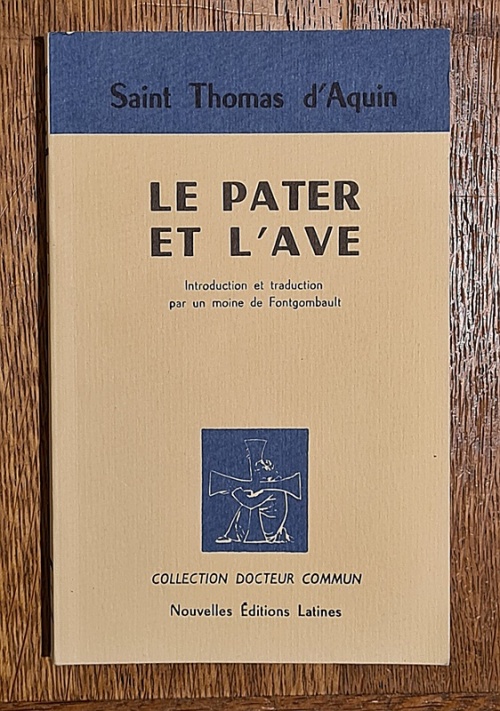 Saint Thomas d'Aquin
LE PATER
ET L'AVE
Introduction et traduction
par un moine de Fontgombault
COLLECTION DOCTEUR COMMUN
Nouvelles Éditions Latines